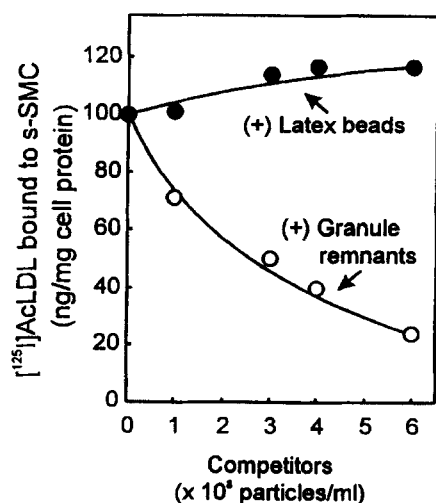 [¹²⁵I]AcLDL bound to s-SMC
(ng/mg cell protein)
120
100
80
60
40
20
0
(+) Latex beads
(+) Granule
remnants
0 1 2 3 4 5 6
Competitors
(x 10⁸ particles/ml)